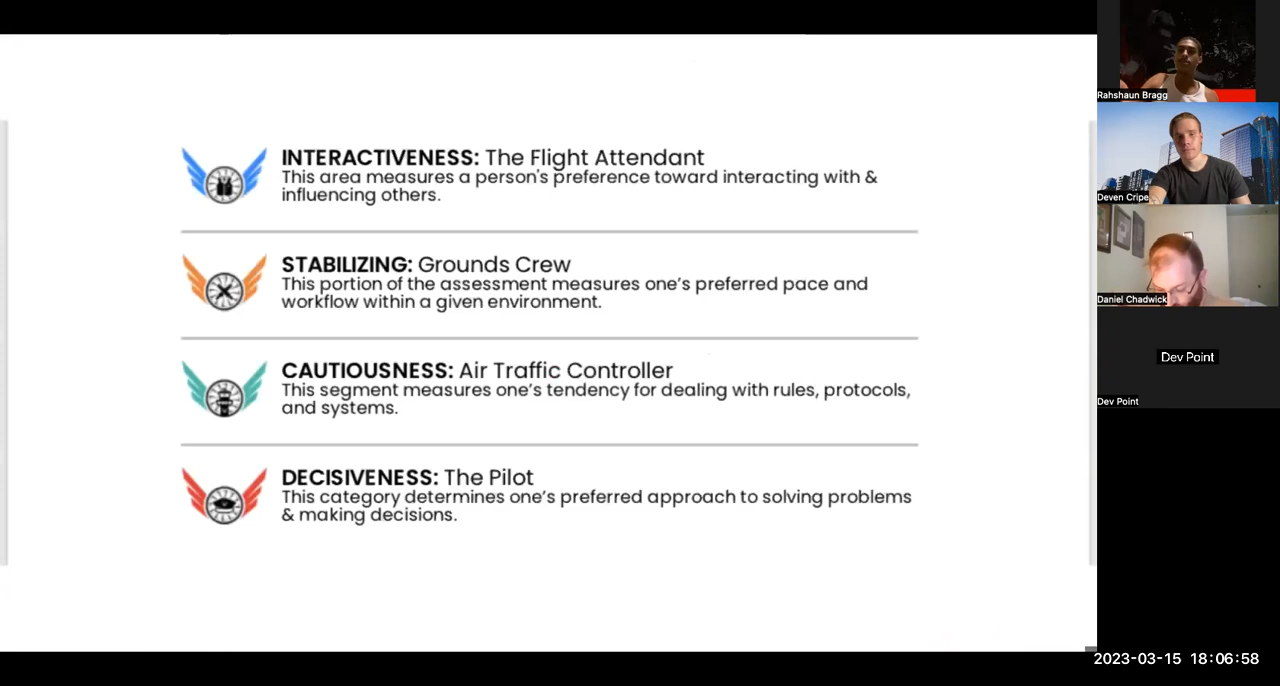 INTERACTIVENESS: The Flight Attendant
This area measures a person's preference toward interacting with &
influencing others.
STABILIZING: Grounds Crew
This portion of the assessment measures one’s preferred pace and
workflow within a given environment.
CAUTIOUSNESS: Air Traffic Controller
This segment measures one’s tendency for dealing with rules, protocols,
and systems.
DECISIVENESS: The Pilot
This category determines one’s preferred approach to solving problems
& making decisions.
Rahshaun Bragg
Deven Cripe
Daniel Chadwick
Dev Point
Dev Point
2023-03-15 18:06:58